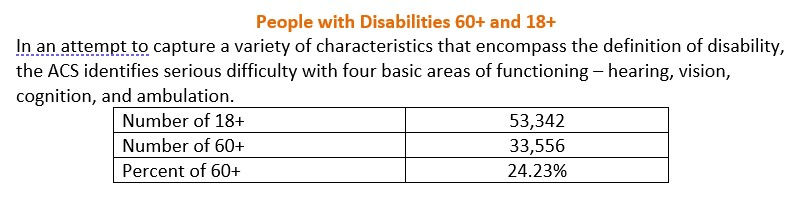 People with Disabilities 60+ and 18+
In an attempt to capture a variety of characteristics that encompass the definition of disability,
the ACS identifies serious difficulty with four basic areas of functioning – hearing, vision,
cognition, and ambulation.
Number of 18+ 53,342
Number of 60+ 33,556
Percent of 60+ 24.23%